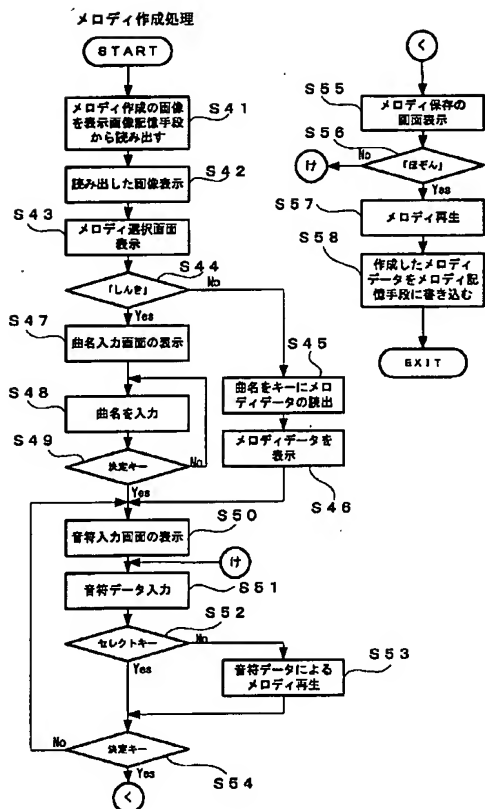 メロディ作成処理
START
メロディ作成の画像
を表示画像記憶手段
から読み出す
S41
読み出した画像表示
S42
S43
メロディ選択画面
表示
S44
「しんき」
No
Yes
S47
曲名入力画面の表示
S45
曲名をキーにメロ
ディデータの読出
S48
曲名を入力
メロディデータを
表示
S46
S49
決定キー
No
Yes
S50
音符入力画面の表示
け
S51
音符データ入力
S52
セレクトキー
No
Yes
S53
音符データによる
メロディ再生
No
決定キー
Yes
S54
く
く
S55
メロディ保存の
画面表示
S56
け
No
「ほぞん」
Yes
S57
メロディ再生
S58
作成したメロディ
データをメロディ記
憶手段に書き込む
EXIT